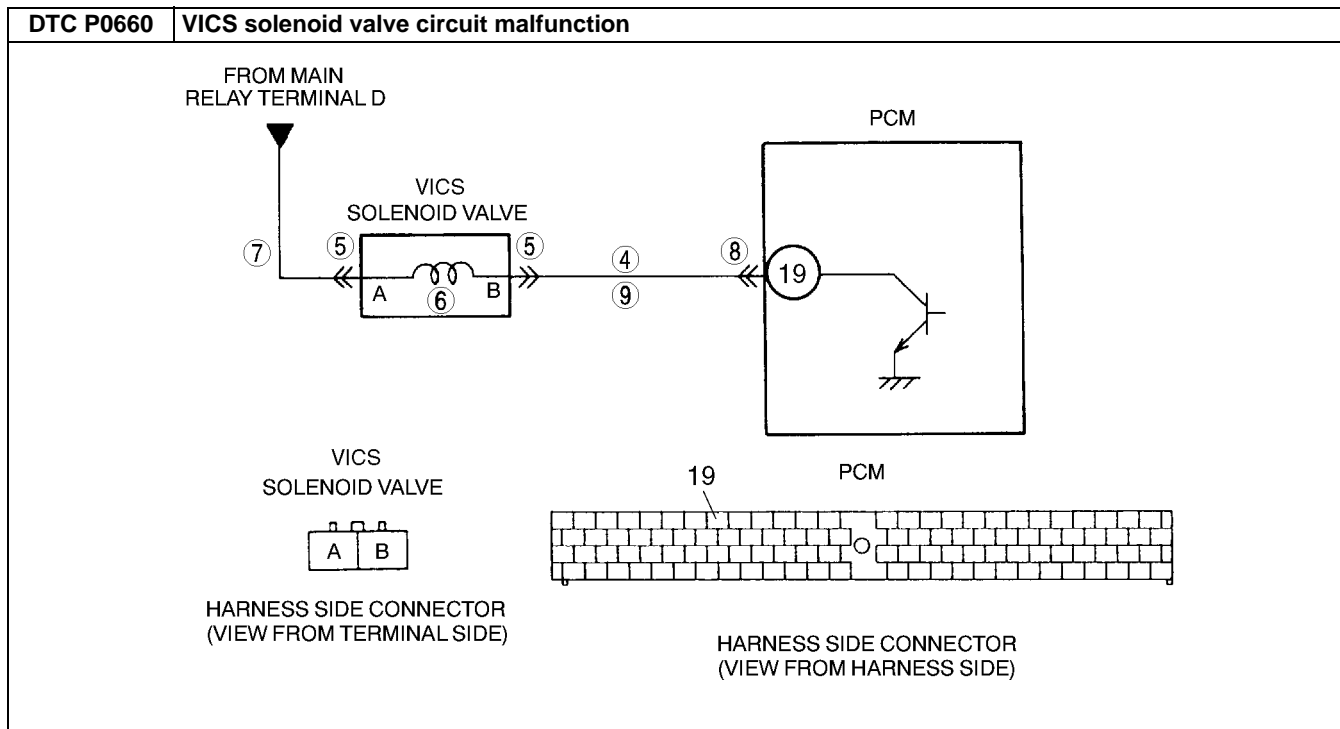 DTC P0660 VICS solenoid valve circuit malfunction
FROM MAIN
RELAY TERMINAL D
PCM
VICS
SOLENOID VALVE
⑦ ⑤ ⑤ ④ ⑧ 19
A ⑥ B ⑨
VICS
SOLENOID VALVE
19 PCM
A B
HARNESS SIDE CONNECTOR
(VIEW FROM TERMINAL SIDE)
HARNESS SIDE CONNECTOR
(VIEW FROM HARNESS SIDE)